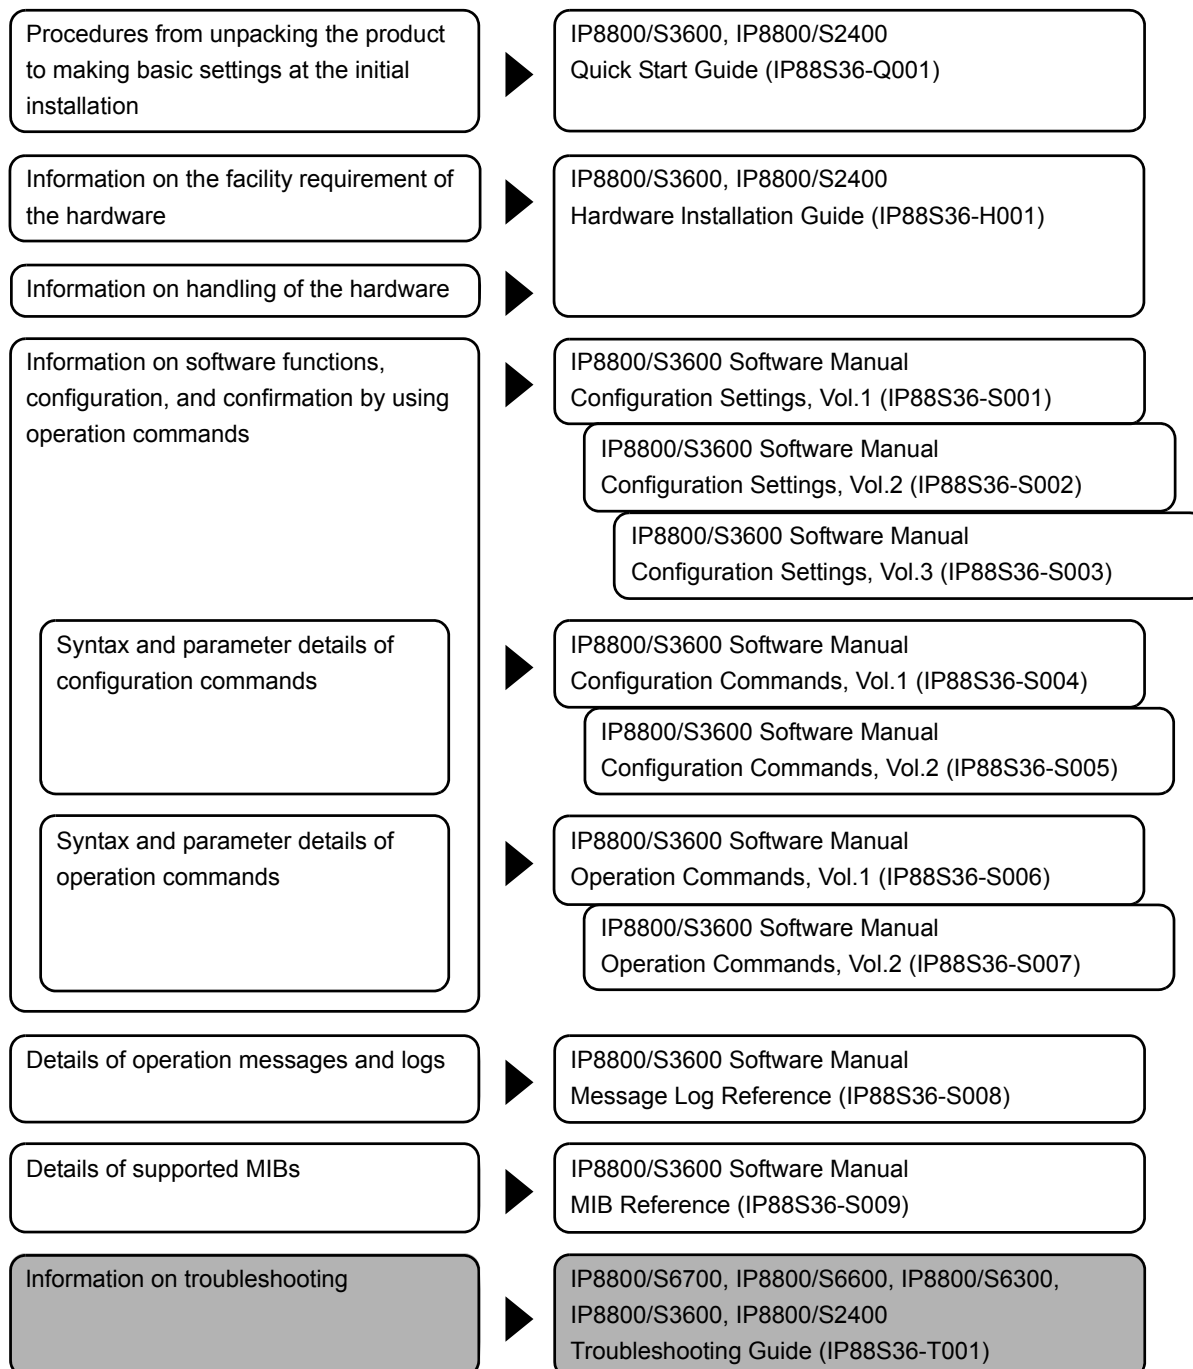 Procedures from unpacking the product
to making basic settings at the initial
installation
IP8800/S3600, IP8800/S2400
Quick Start Guide (IP88S36-Q001)
Information on the facility requirement of
the hardware
IP8800/S3600, IP8800/S2400
Hardware Installation Guide (IP88S36-H001)
Information on handling of the hardware
Information on software functions,
configuration, and confirmation by using
operation commands
IP8800/S3600 Software Manual
Configuration Settings, Vol.1 (IP88S36-S001)
IP8800/S3600 Software Manual
Configuration Settings, Vol.2 (IP88S36-S002)
IP8800/S3600 Software Manual
Configuration Settings, Vol.3 (IP88S36-S003)
Syntax and parameter details of
configuration commands
IP8800/S3600 Software Manual
Configuration Commands, Vol.1 (IP88S36-S004)
IP8800/S3600 Software Manual
Configuration Commands, Vol.2 (IP88S36-S005)
Syntax and parameter details of
operation commands
IP8800/S3600 Software Manual
Operation Commands, Vol.1 (IP88S36-S006)
IP8800/S3600 Software Manual
Operation Commands, Vol.2 (IP88S36-S007)
Details of operation messages and logs
IP8800/S3600 Software Manual
Message Log Reference (IP88S36-S008)
Details of supported MIBs
IP8800/S3600 Software Manual
MIB Reference (IP88S36-S009)
Information on troubleshooting
IP8800/S6700, IP8800/S6600, IP8800/S6300,
IP8800/S3600, IP8800/S2400
Troubleshooting Guide (IP88S36-T001)